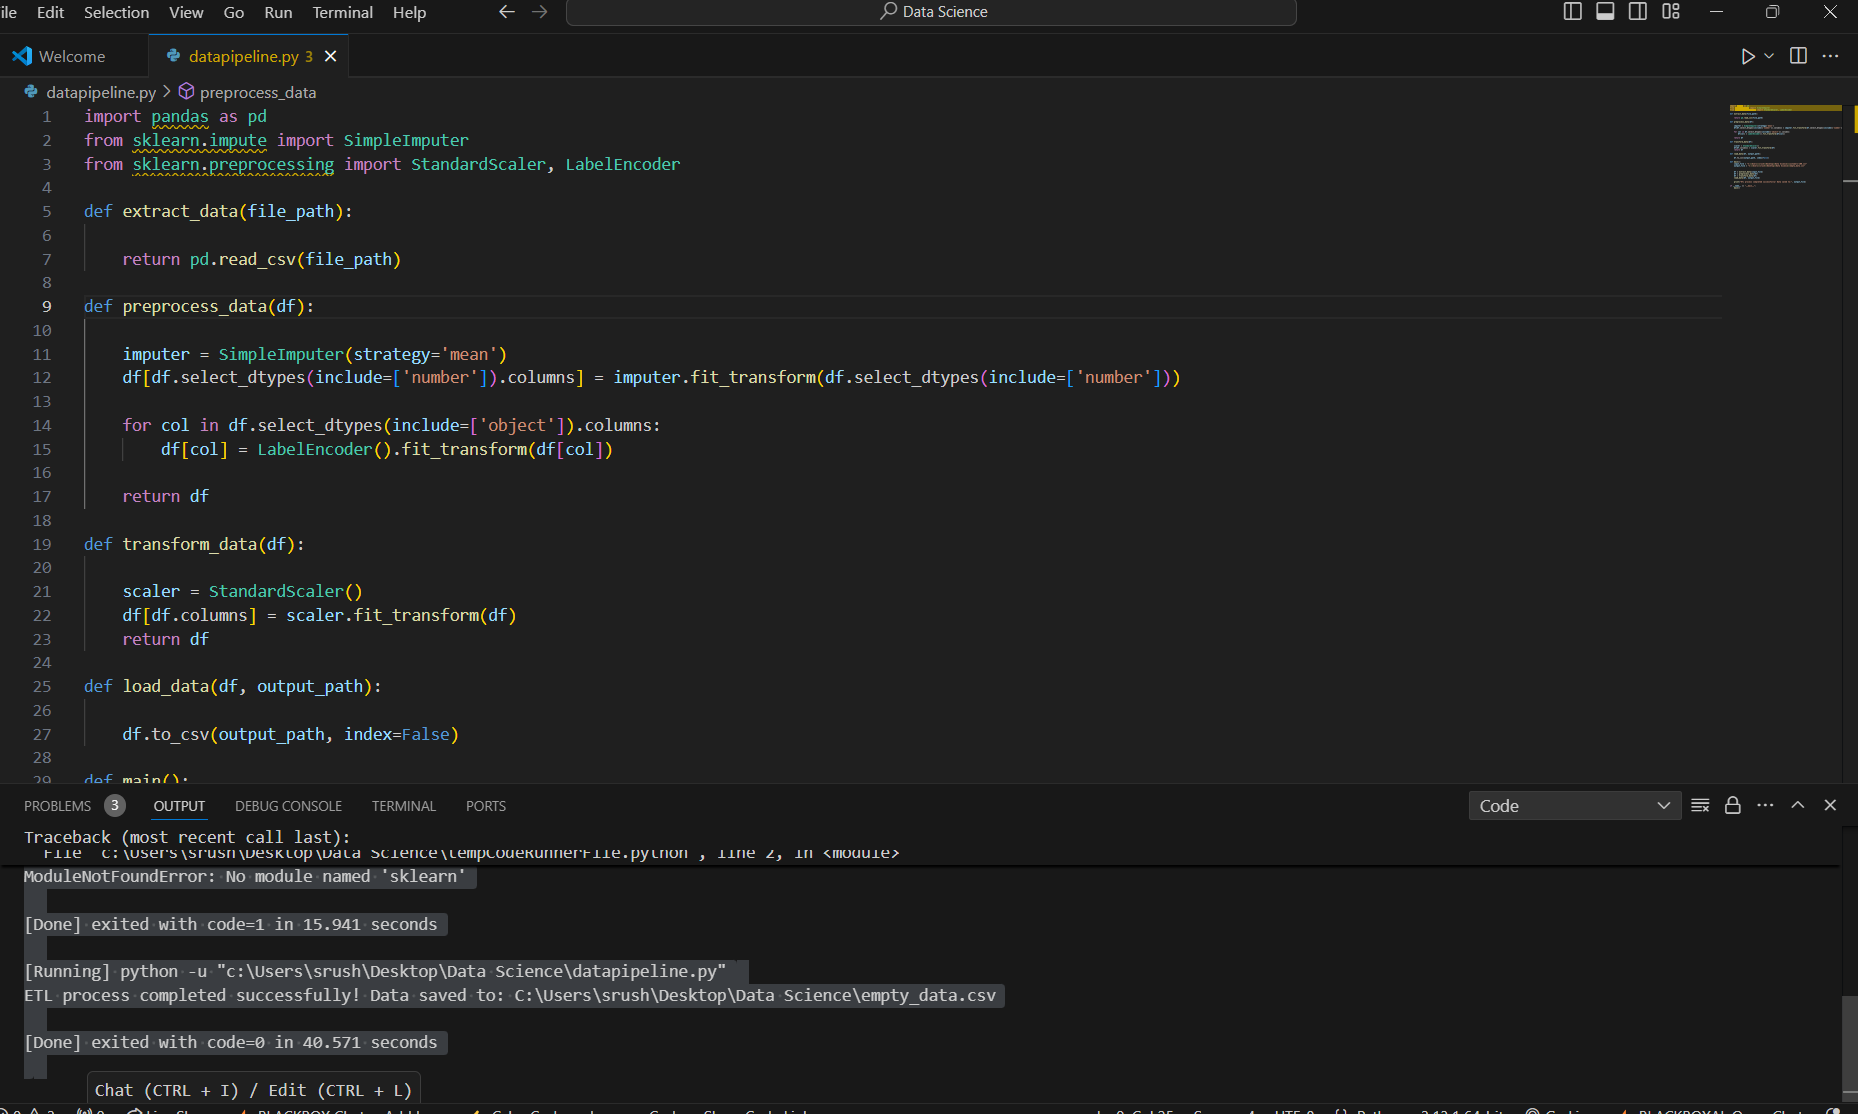 ile Edit Selection View Go Run Terminal Help
Data Science
Welcome
datapipeline.py 3
datapipeline.py > preprocess_data
1 import pandas as pd
2 from sklearn.impute import SimpleImputer
3 from sklearn.preprocessing import StandardScaler, LabelEncoder
4
5 def extract_data(file_path):
6
7 return pd.read_csv(file_path)
8
9 def preprocess_data(df):
10
11 imputer = SimpleImputer(strategy='mean')
12 df[df.select_dtypes(include=['number']).columns] = imputer.fit_transform(df.select_dtypes(include=['number']))
13
14 for col in df.select_dtypes(include=['object']).columns:
15 df[col] = LabelEncoder().fit_transform(df[col])
16
17 return df
18
19 def transform_data(df):
20
21 scaler = StandardScaler()
22 df[df.columns] = scaler.fit_transform(df)
23 return df
24
25 def load_data(df, output_path):
26
27 df.to_csv(output_path, index=False)
28
29 def main():
PROBLEMS 3 OUTPUT DEBUG CONSOLE TERMINAL PORTS
Code
Traceback (most recent call last):
File "c:\Users\srush\Desktop\Data Science\tempCodeRunnerFile.python", line 2, in <module>
ModuleNotFoundError: No module named 'sklearn'
[Done] exited with code=1 in 15.941 seconds
[Running] python -u "c:\Users\srush\Desktop\Data Science\datapipeline.py"
ETL process completed successfully! Data saved to: C:\Users\srush\Desktop\Data Science\empty_data.csv
[Done] exited with code=0 in 40.571 seconds
Chat (CTRL + I) / Edit (CTRL + L)